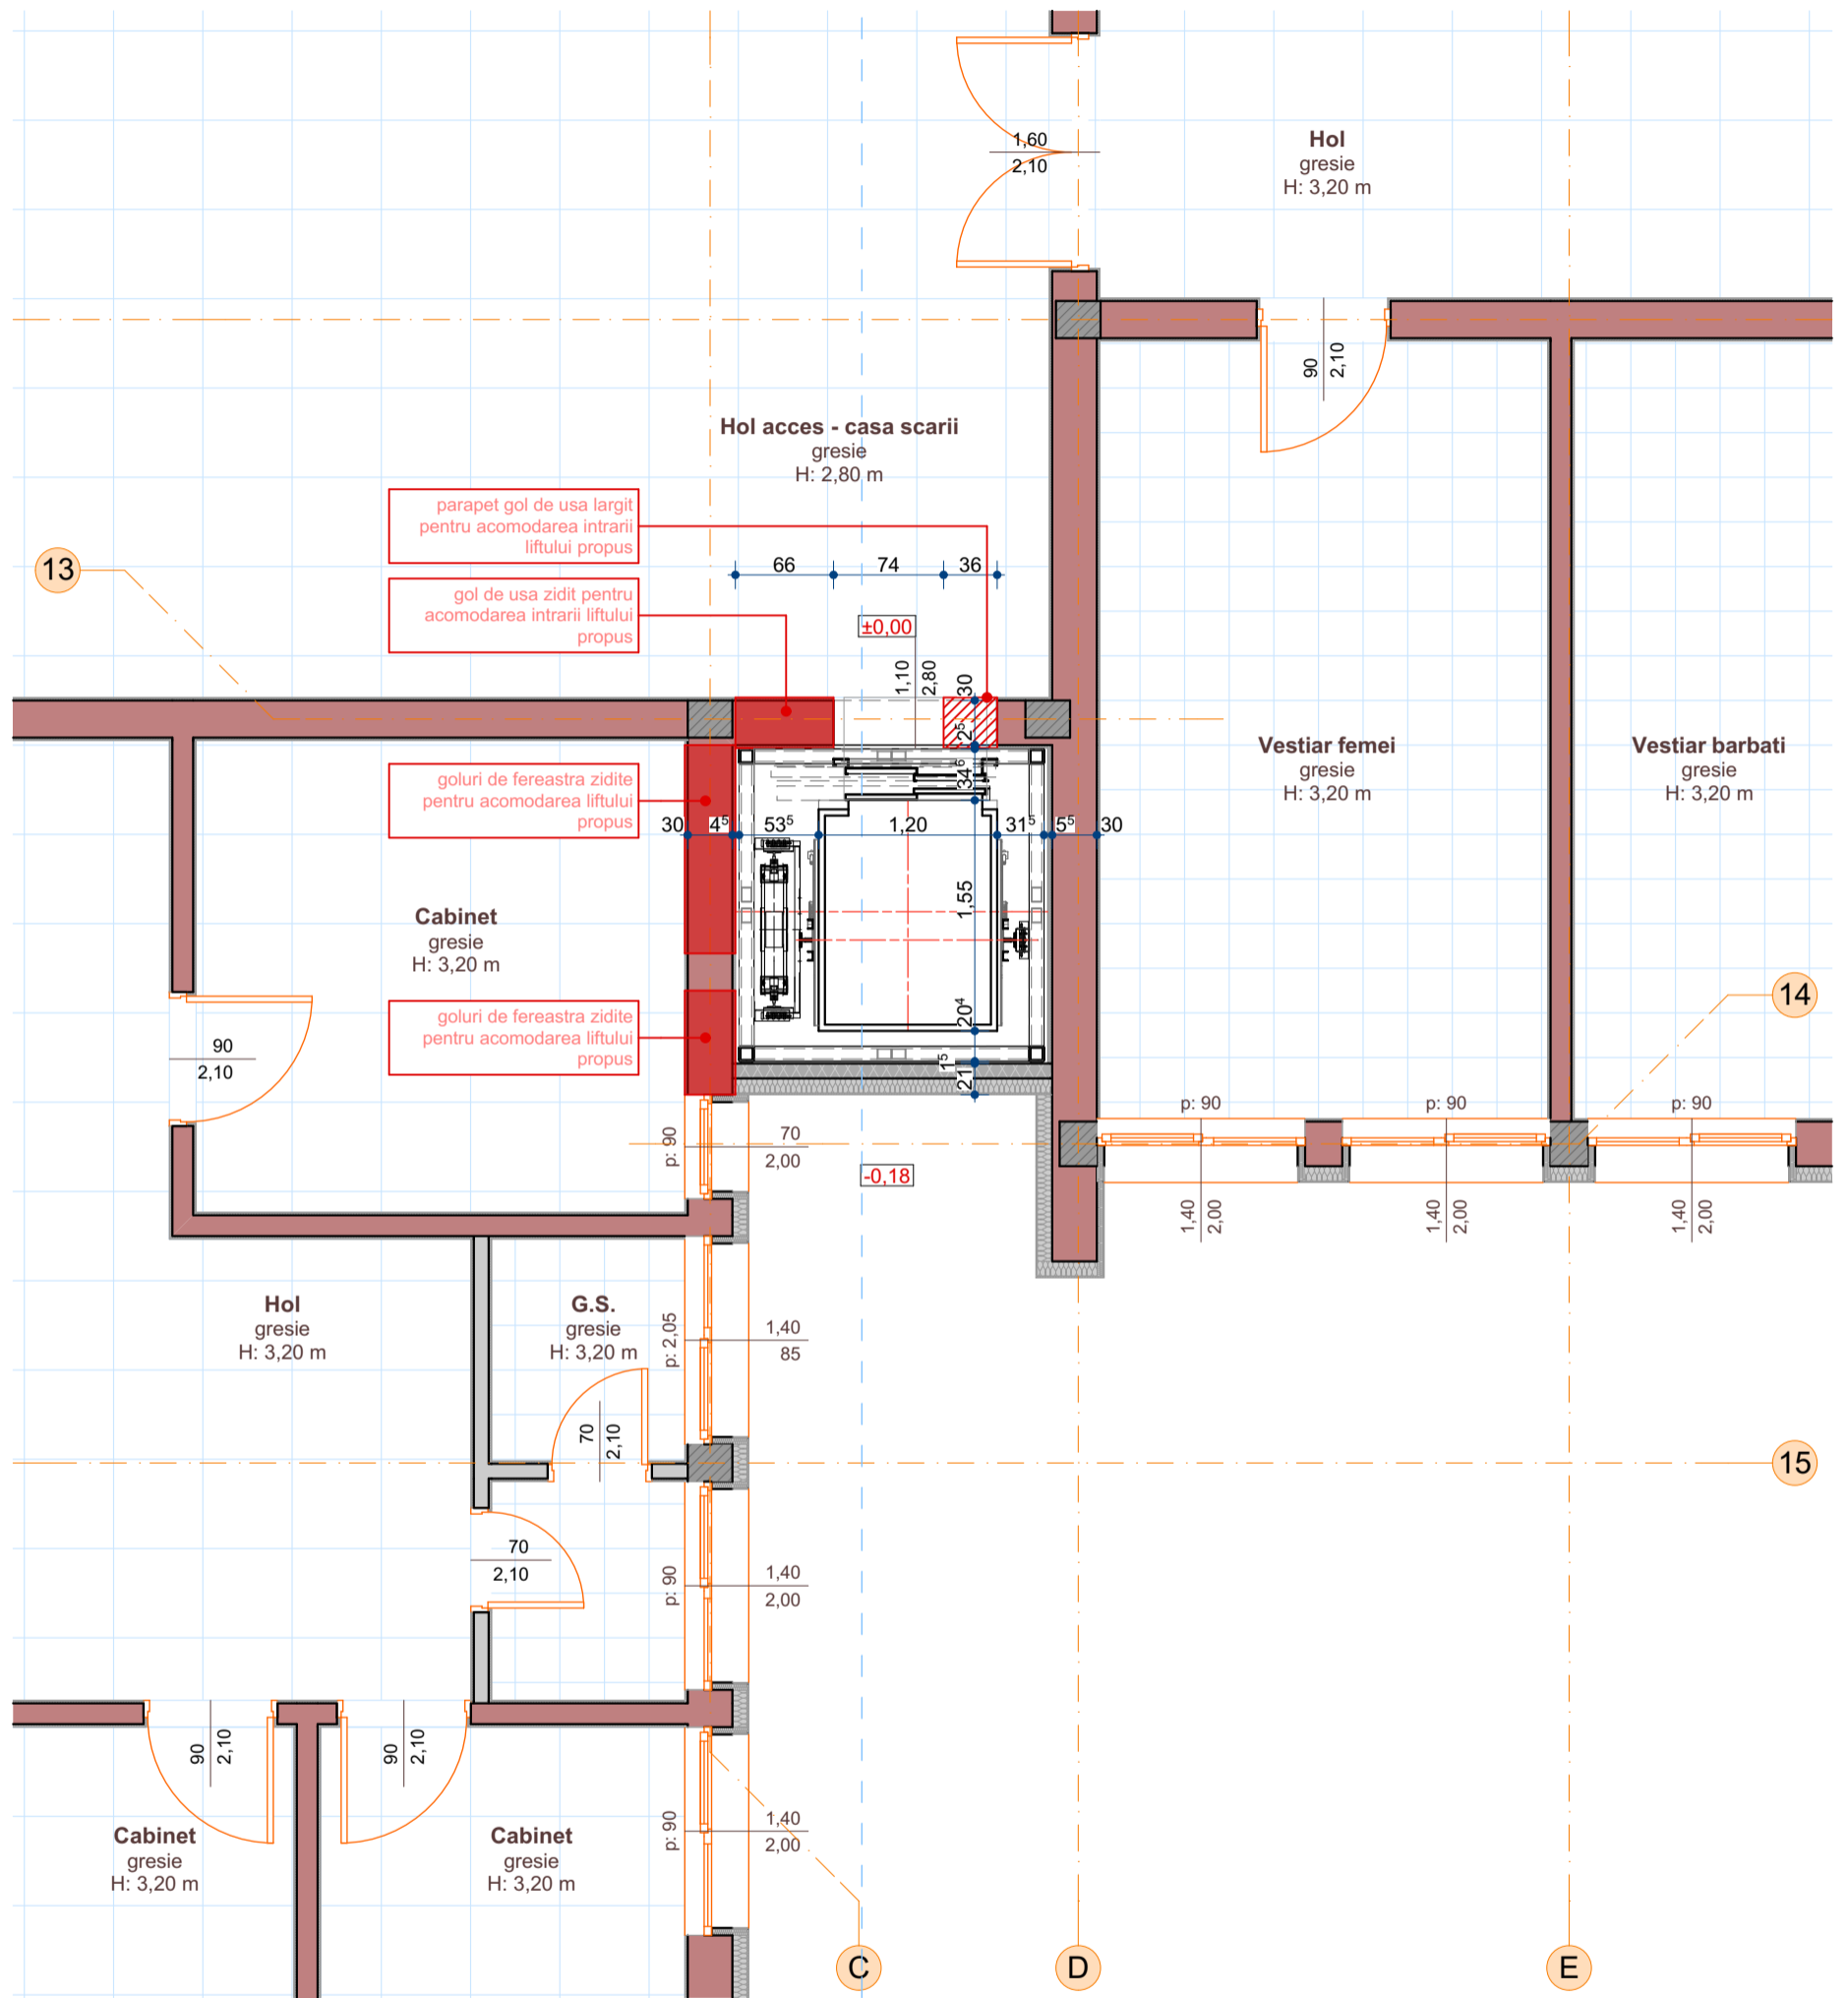 1,60
2,10
Hol
gresie
H: 3,20 m
90
2,10
Hol acces - casa scarii
gresie
H: 2,80 m
parapet gol de usa largit
pentru acomodarea intrarii
liftului propus
13
66
74
36
gol de usa zidit pentru
acomodarea intrarii liftului
propus
±0,00
1,10
2,80
30
2⁵
Vestiar femei
gresie
H: 3,20 m
Vestiar barbati
gresie
H: 3,20 m
goluri de fereastra zidite
pentru acomodarea liftului
propus
34⁶
30
4⁵
53⁵
1,20
31⁵
5⁵
30
1,55
Cabinet
gresie
H: 3,20 m
14
goluri de fereastra zidite
pentru acomodarea liftului
propus
20⁴
1⁵
21
90
2,10
p: 90
70
2,00
-0,18
p: 90
p: 90
p: 90
1,40
2,00
1,40
2,00
1,40
2,00
Hol
gresie
H: 3,20 m
G.S.
gresie
H: 3,20 m
p: 2,05
1,40
85
70
2,10
15
70
2,10
p: 90
1,40
2,00
90
2,10
90
2,10
Cabinet
gresie
H: 3,20 m
Cabinet
gresie
H: 3,20 m
p: 90
1,40
2,00
C
D
E